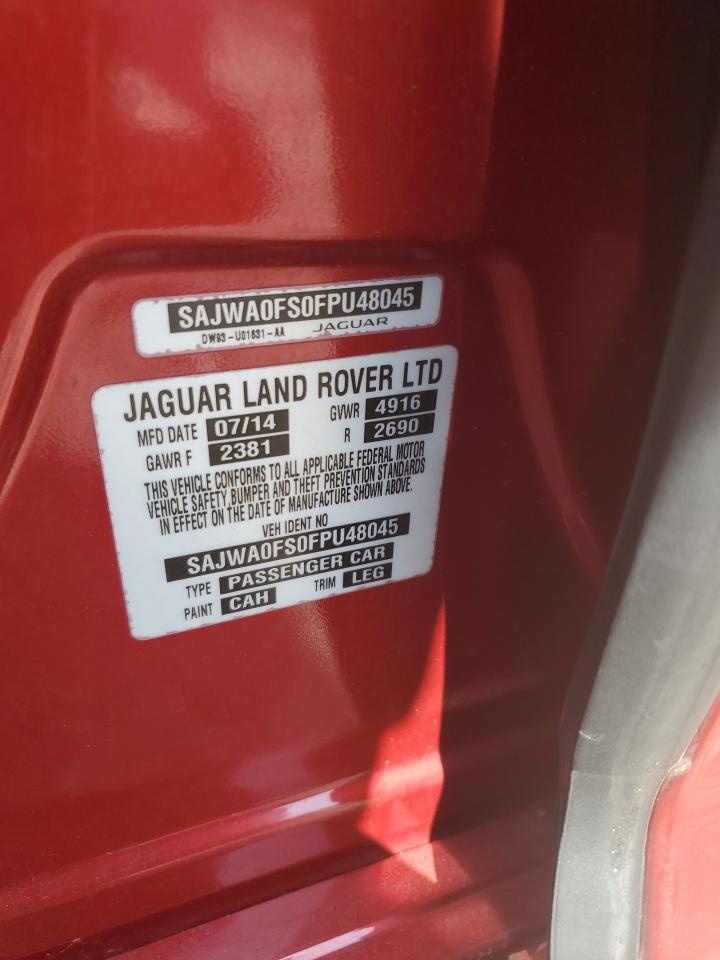 SAJWA0FS0FPU48045
DW93-U01631-AA JAGUAR
JAGUAR LAND ROVER LTD
MFD DATE 07/14 GVWR 4916
GAWR F 2381 R 2690
THIS VEHICLE CONFORMS TO ALL APPLICABLE FEDERAL MOTOR
VEHICLE SAFETY, BUMPER AND THEFT PREVENTION STANDARDS
IN EFFECT ON THE DATE OF MANUFACTURE SHOWN ABOVE.
VEH IDENT NO
SAJWA0FS0FPU48045
TYPE PASSENGER CAR
PAINT CAH TRIM LEG